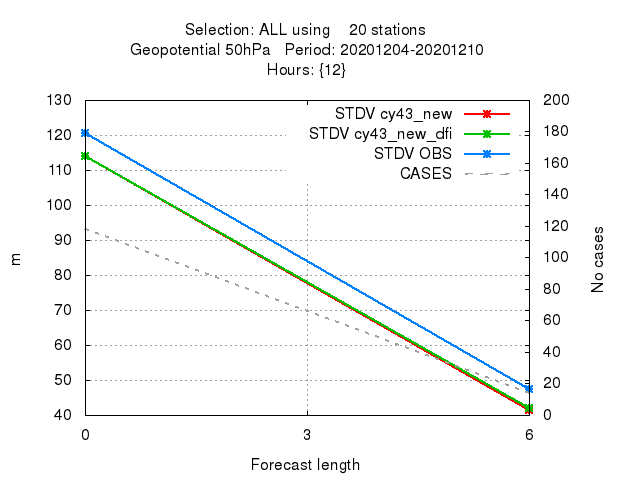 Selection: ALL using 20 stations
Geopotential 50hPa Period: 20201204-20201210
Hours: {12}
STDV cy43_new
STDV cy43_new_dfi
STDV OBS
CASES
130
120
110
100
90
80
70
60
50
40
200
180
160
140
120
100
80
60
40
20
0
m
No cases
0 3 6
Forecast length